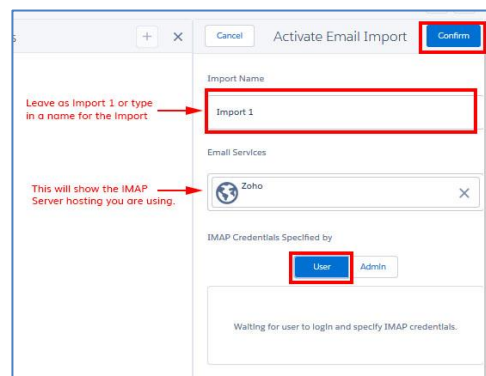 s
+ ×
Cancel Activate Email Import Confirm
Import Name
Leave as Import 1 or type
in a name for the Import
Import 1
Email Services
This will show the IMAP
Server hosting you are using.
Zoho ×
IMAP Credentials Specified by
User Admin
Waiting for user to login and specify IMAP credentials.